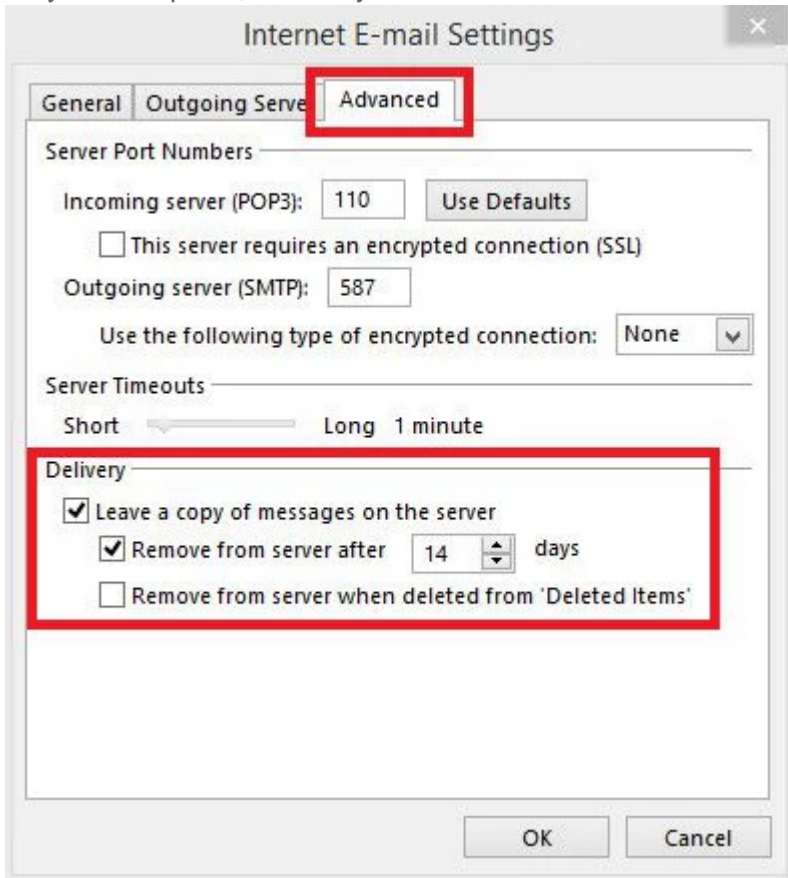 Internet E-mail Settings
General Outgoing Serve Advanced
Server Port Numbers
Incoming server (POP3): 110 Use Defaults
This server requires an encrypted connection (SSL)
Outgoing server (SMTP): 587
Use the following type of encrypted connection: None
Server Timeouts
Short Long 1 minute
Delivery
Leave a copy of messages on the server
Remove from server after 14 days
Remove from server when deleted from 'Deleted Items'
OK Cancel